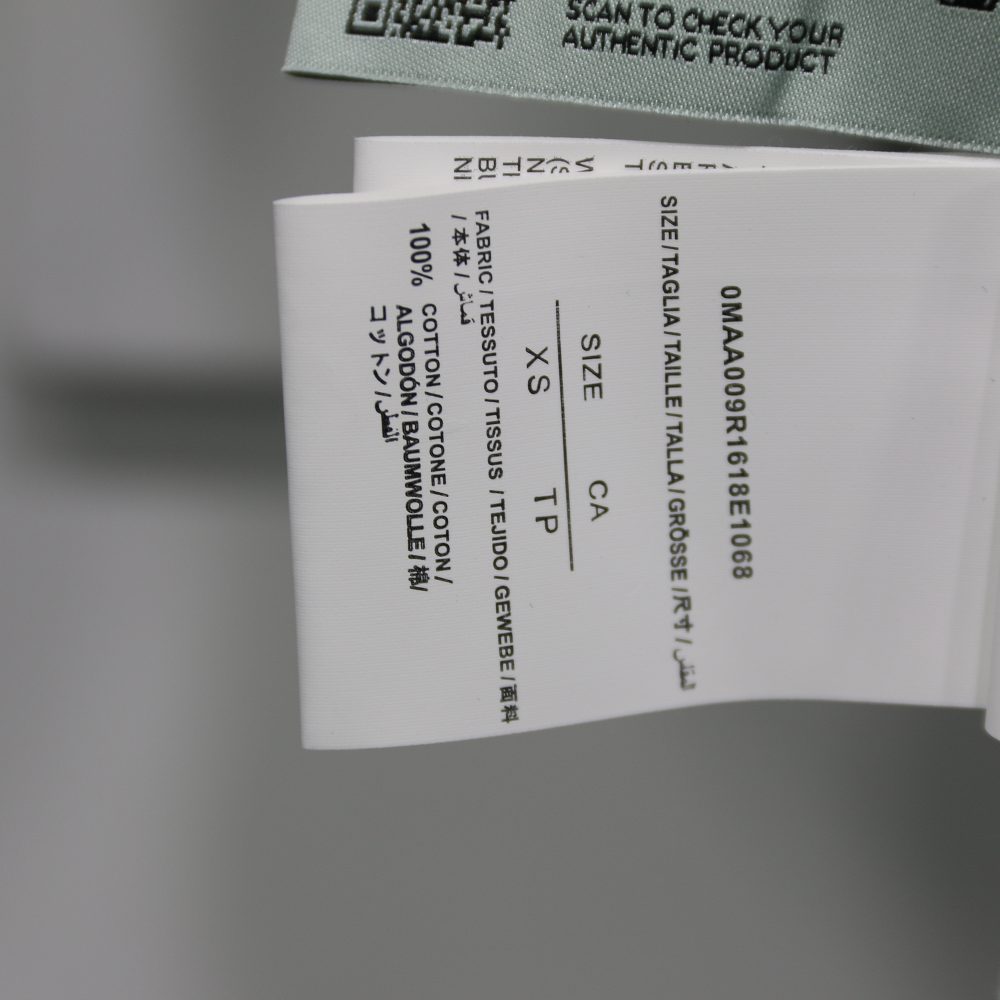 SCAN TO CHECK YOUR
AUTHENTIC PRODUCT
0MAA009R1618E1068
SIZE / TAGLIA / TAILLE / TALLA / GRÖSSE / 尺寸 /
SIZE CA
XS TP
FABRIC / TESSUTO / TISSUS / TEJIDO / GEWEBE / 面料
/ 本体 / قماش
100% COTTON / COTONE / COTON /
ALGODÓN / BAUMWOLLE / 棉/
コットン / القطن